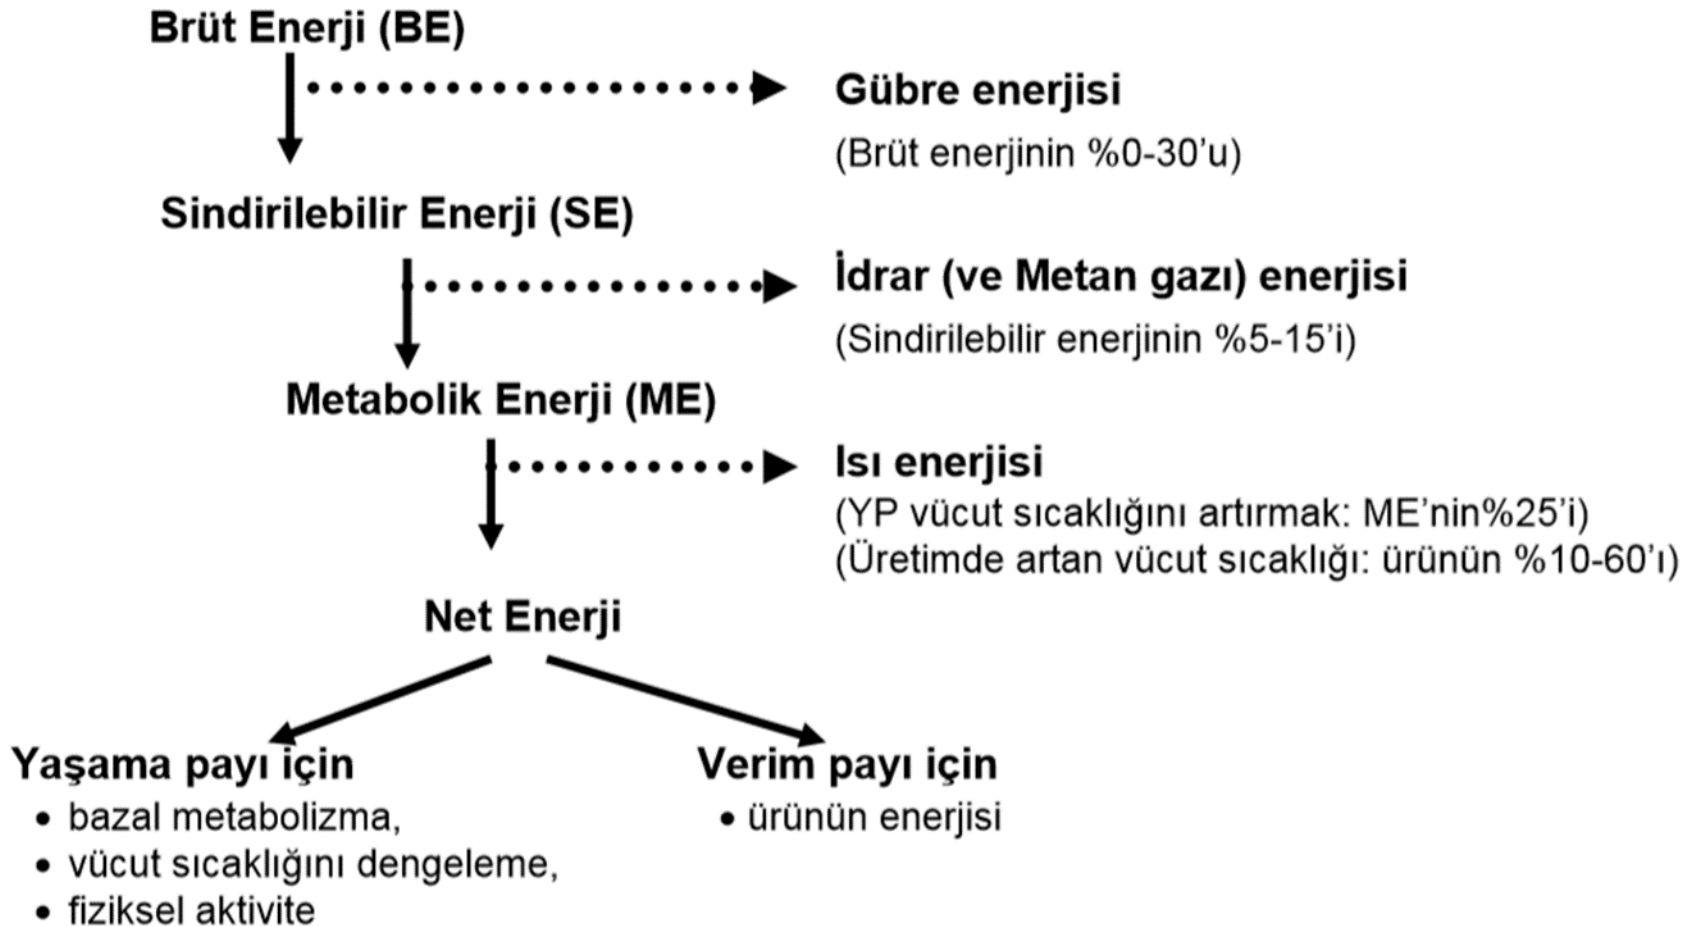 Brüt Enerji (BE)
Gübre enerjisi
(Brüt enerjinin %0-30'u)
Sindirilebilir Enerji (SE)
İdrar (ve Metan gazı) enerjisi
(Sindirilebilir enerjinin %5-15'i)
Metabolik Enerji (ME)
Isı enerjisi
(YP vücut sıcaklığını artırmak: ME'nin%25'i)
(Üretimde artan vücut sıcaklığı: ürünün %10-60'ı)
Net Enerji
Yaşama payı için
• bazal metabolizma,
• vücut sıcaklığını dengeleme,
• fiziksel aktivite
Verim payı için
• ürünün enerjisi